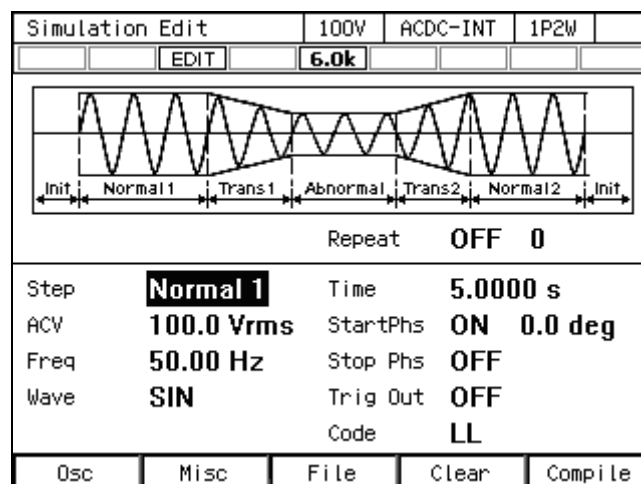 Simulation Edit 100V ACDC-INT 1P2W
EDIT 6.0k
Init Normal1 Trans1 Abnormal Trans2 Normal2 Init
Repeat OFF 0
Step Normal 1 Time 5.0000 s
ACV 100.0 Vrms StartPhs ON 0.0 deg
Freq 50.00 Hz Stop Phs OFF
Wave SIN Trig Out OFF
Code LL
Osc Misc File Clear Compile